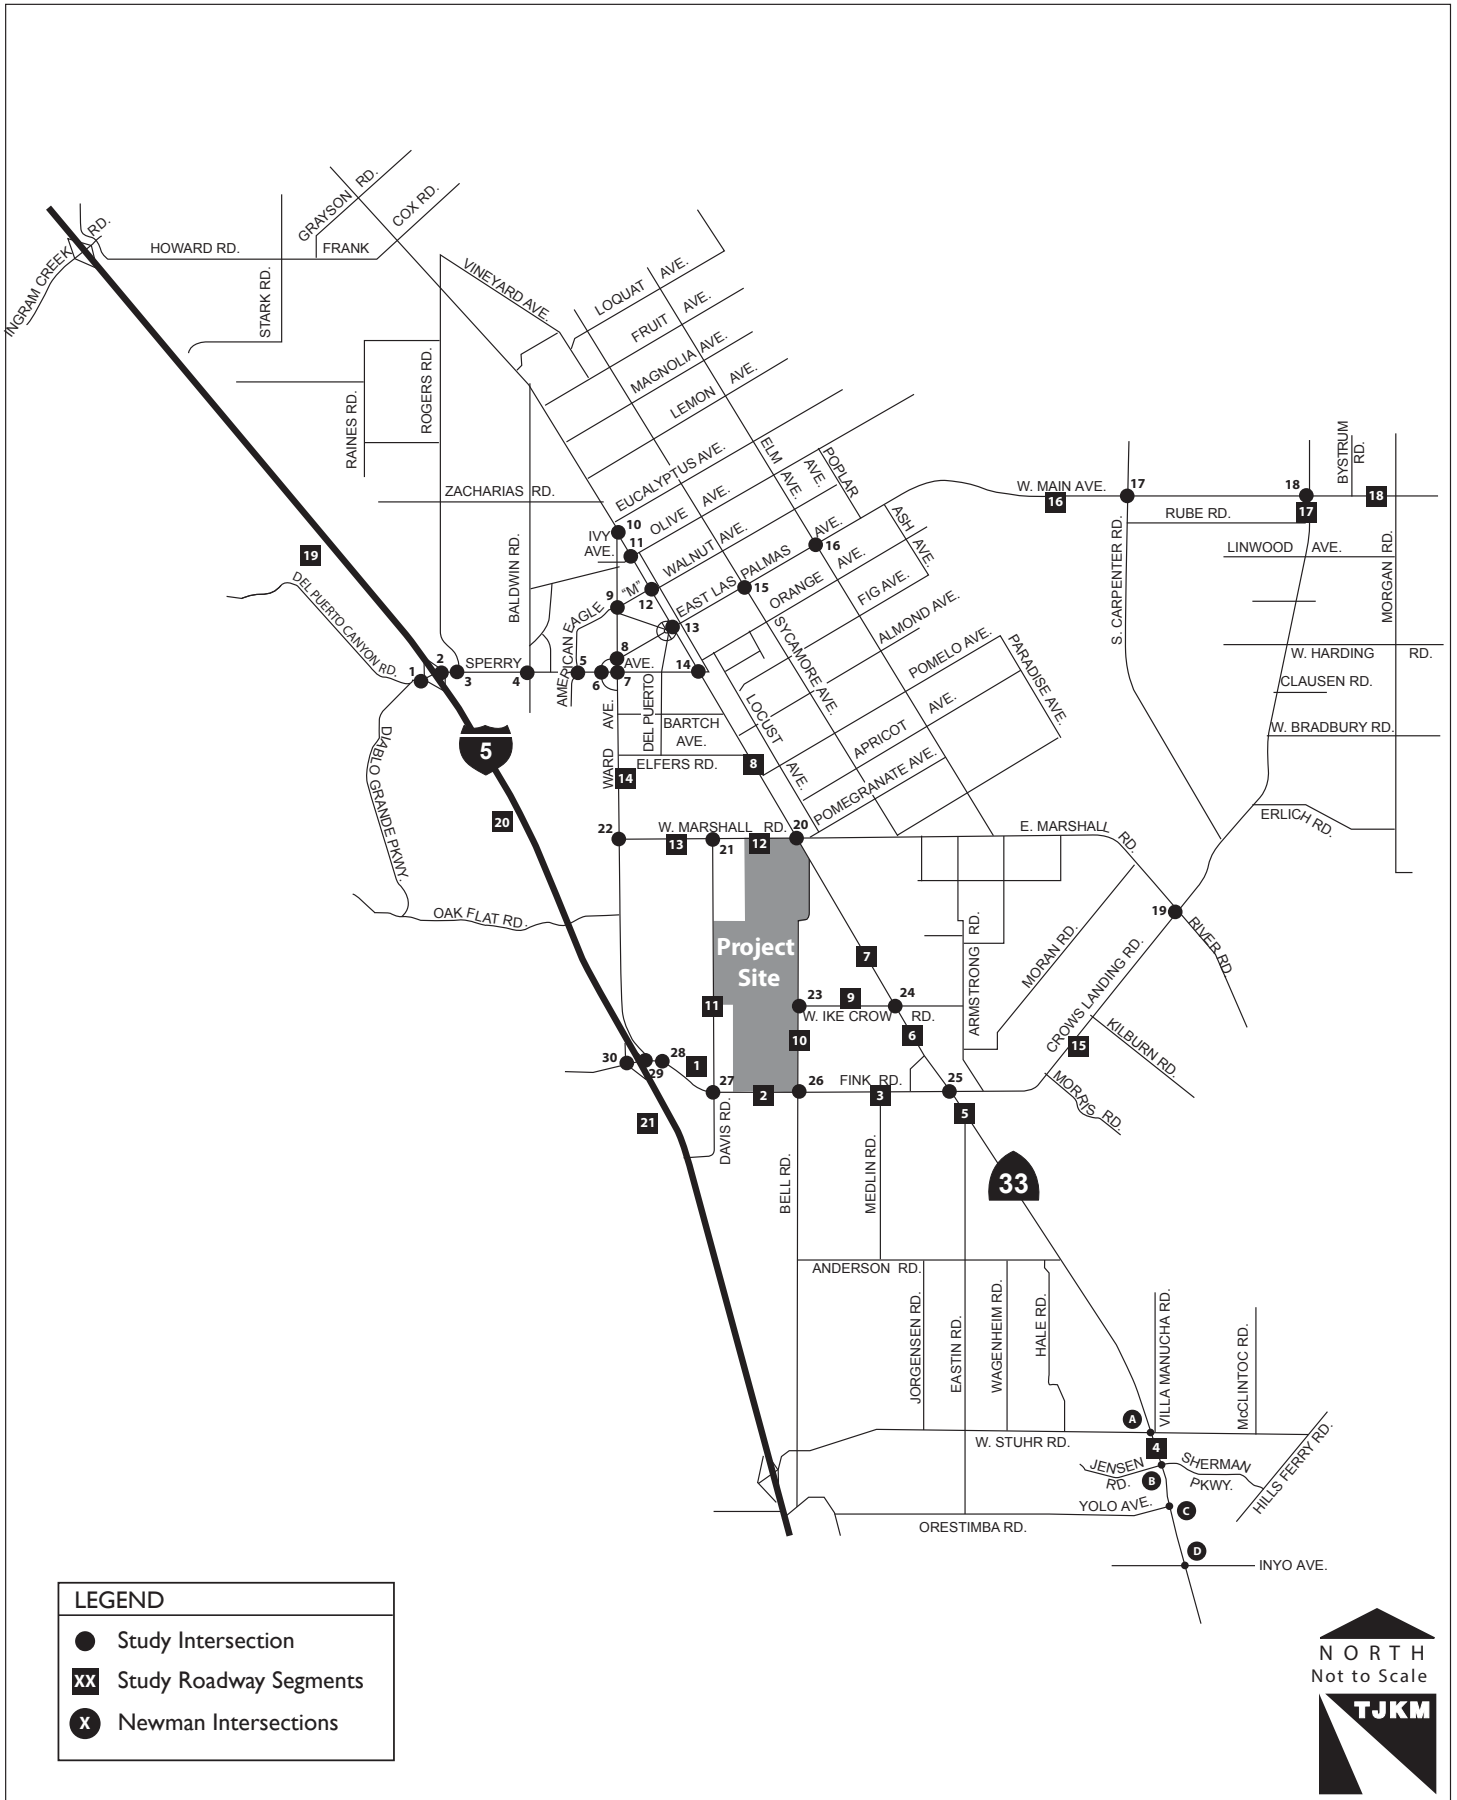 GRAYSON RD.
COX RD.
INGRAM CREEK RD.
HOWARD RD.
FRANK
STARK RD.
VINEYARD AVE.
LOQUAT AVE.
FRUIT AVE.
MAGNOLIA AVE.
LEMON AVE.
RAINES RD.
ROGERS RD.
EUCALYPTUS AVE.
ELM AVE.
POPLAR
AVE.
BYSTRUM
RD.
ZACHARIAS RD.
OLIVE AVE.
W. MAIN AVE.
17
18
18
16
17
RUBE RD.
10
IVY
AVE.
11
WALNUT AVE.
ASH AVE.
LINWOOD AVE.
19
BALDWIN RD.
16
S. CARPENTER RD.
MORGAN RD.
DEL PUERTO CANYON RD.
AMERICAN EAGLE
9
"M"
12
EAST LAS PALMAS AVE.
15
ORANGE AVE.
FIG AVE.
ALMOND AVE.
13
SYCAMORE AVE.
POMELO AVE.
PARADISE AVE.
W. HARDING RD.
1
2
3
SPERRY
4
5
6
8
AVE.
7
14
CLAUSEN RD.
DEL PUERTO
LOCUST
AVE.
APRICOT AVE.
W. BRADBURY RD.
WARD AVE.
BARTCH
AVE.
DIABLO GRANDE PKWY.
5
ELFERS RD.
8
14
POMEGRANATE AVE.
20
22
W. MARSHALL RD.
20
13
21
12
E. MARSHALL RD.
ERLICH RD.
OAK FLAT RD.
Project
Site
19
RIVER RD
7
ARMSTRONG RD.
MORAN RD.
CROWS LANDING RD.
11
23
9
24
W. IKE CROW RD.
10
6
15
KILBURN RD.
30
29
28
1
27
2
26
FINK RD.
3
25
5
MORRIS RD.
21
DAVIS RD.
BELL RD.
MEDLIN RD.
33
ANDERSON RD.
JORGENSEN RD.
EASTIN RD.
WAGENHEIM RD.
HALE RD.
VILLA MANUCHA RD.
McCLINTOC RD.
A
W. STUHR RD.
4
JENSEN
RD.
B
SHERMAN
PKWY.
HILLS FERRY RD.
YOLO AVE.
C
ORESTIMBA RD.
D
INYO AVE.
LEGEND
Study Intersection
XX Study Roadway Segments
X Newman Intersections
NORTH
Not to Scale
TJKM